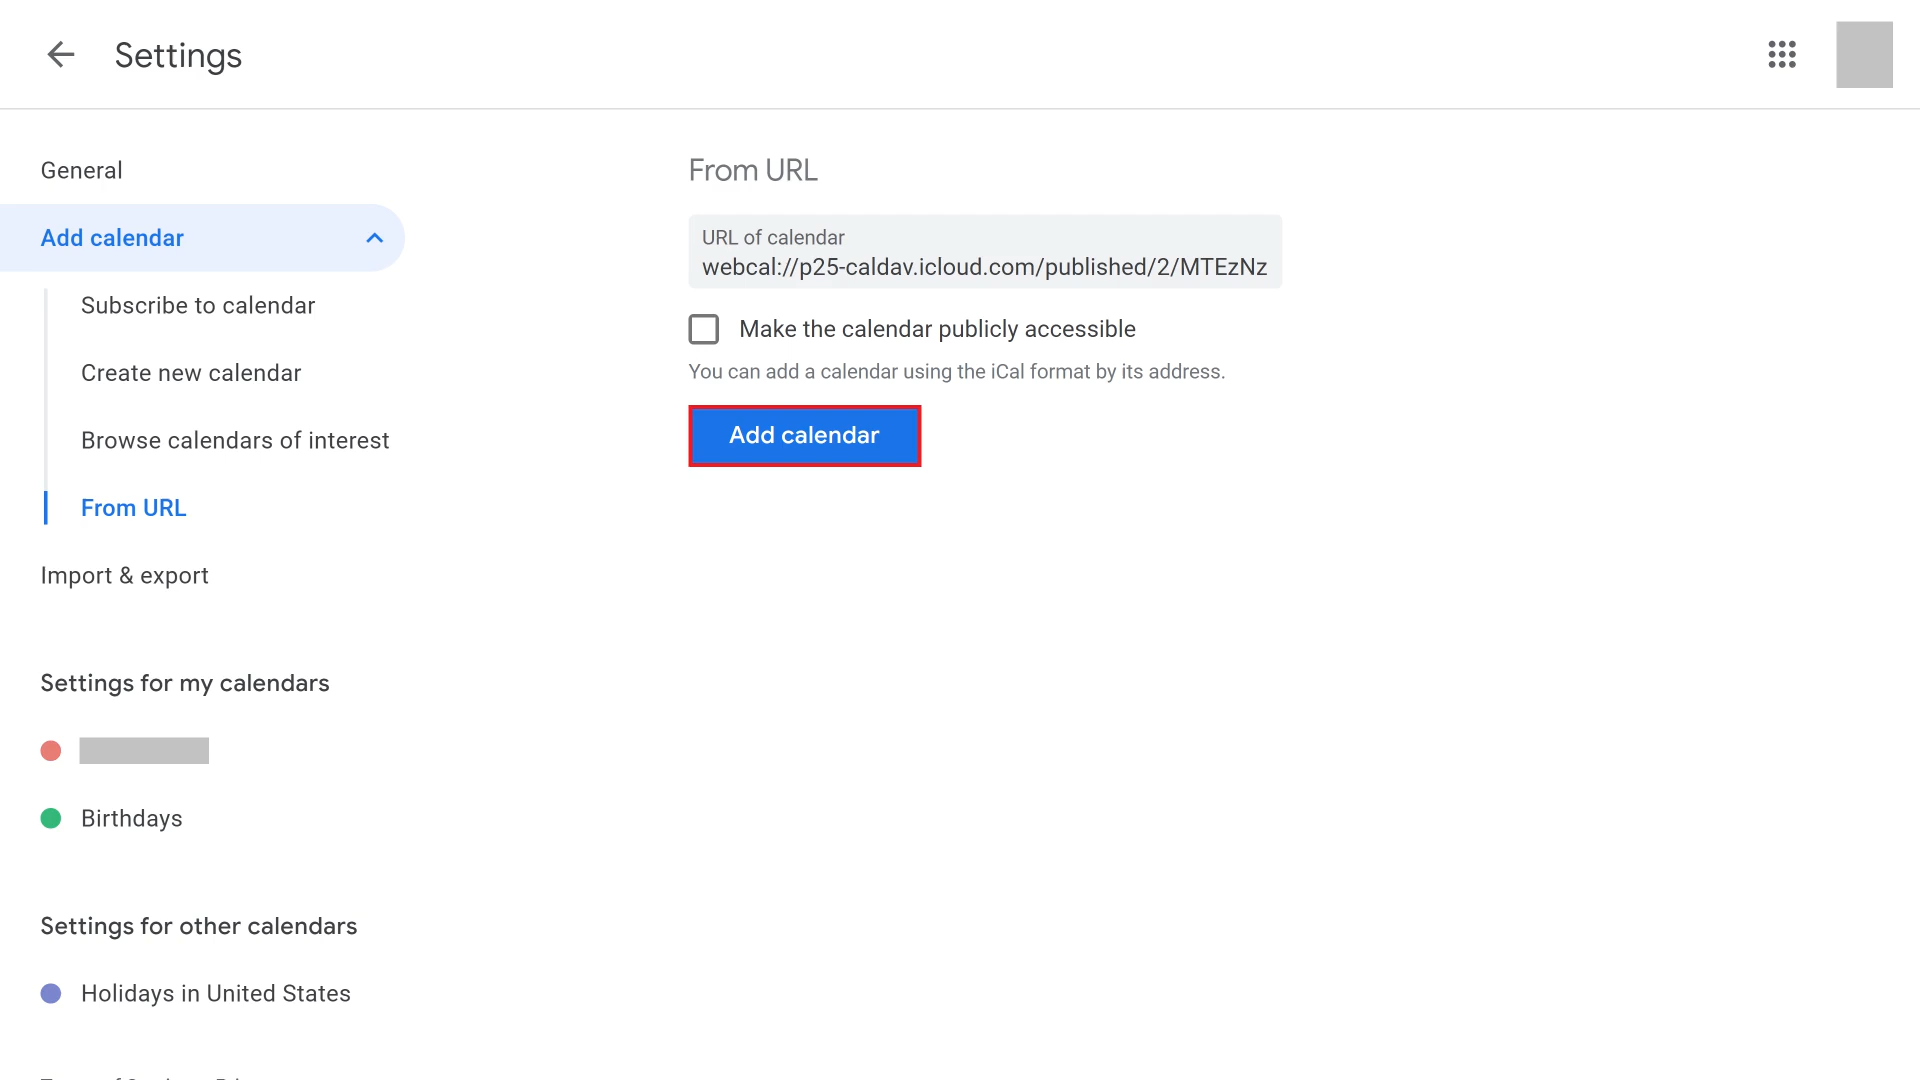 Settings
General
Add calendar
Subscribe to calendar
Create new calendar
Browse calendars of interest
From URL
Import & export
Settings for my calendars
Birthdays
Settings for other calendars
Holidays in United States
From URL
URL of calendar
webcal://p25-caldav.icloud.com/published/2/MTEzNz
Make the calendar publicly accessible
You can add a calendar using the iCal format by its address.
Add calendar